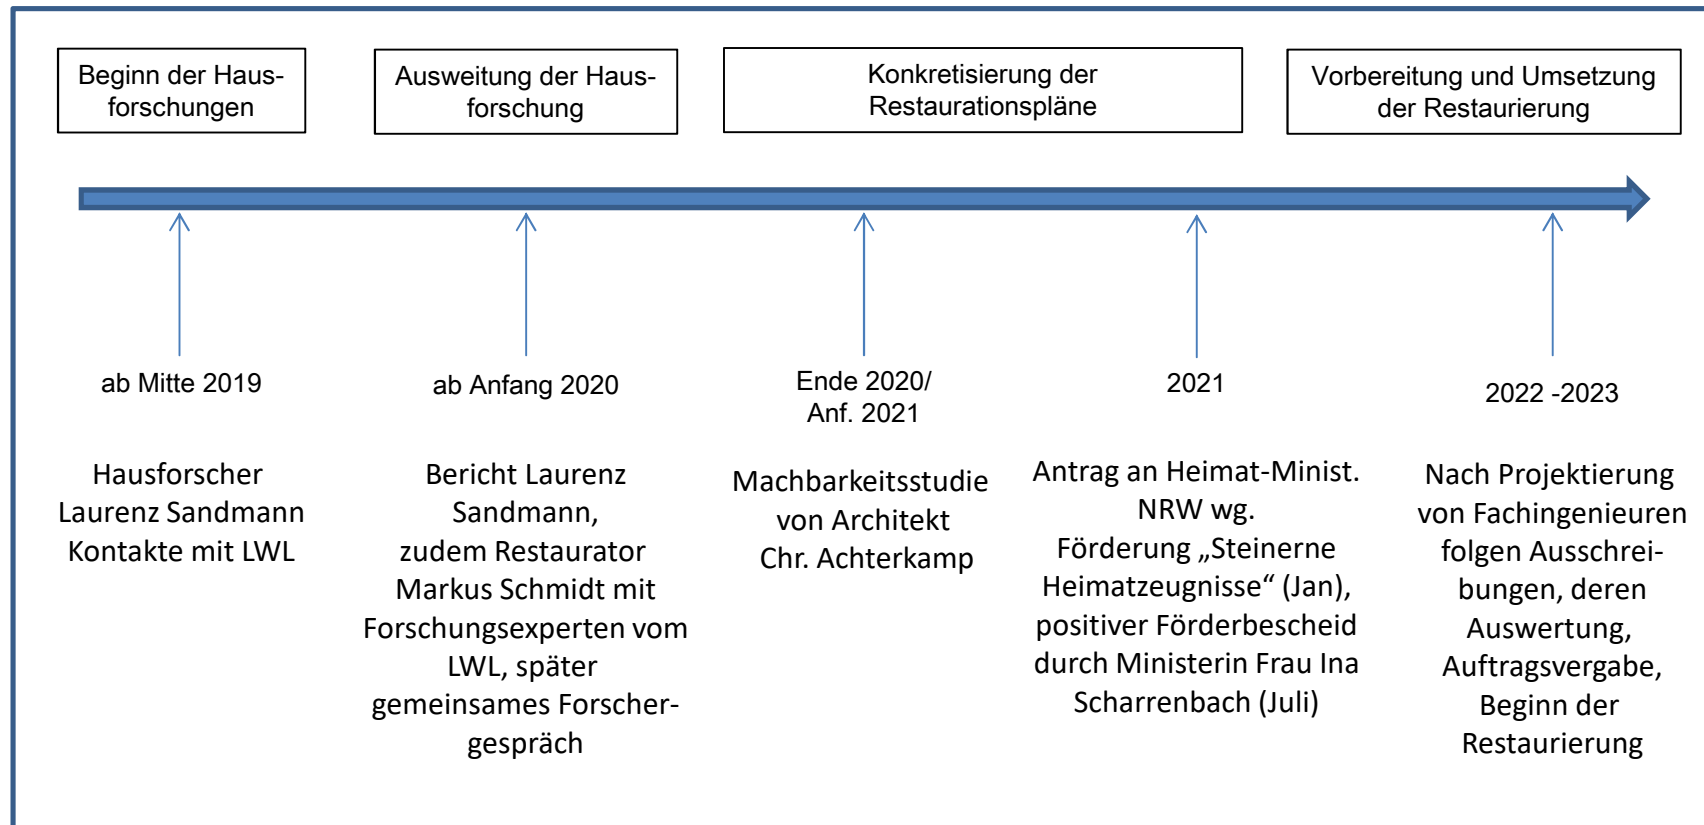 Beginn der Haus-
forschungen
Ausweitung der Haus-
forschung
Konkretisierung der
Restaurationspläne
Vorbereitung und Umsetzung
der Restaurierung
ab Mitte 2019
Hausforscher
Laurenz Sandmann
Kontakte mit LWL
ab Anfang 2020
Bericht Laurenz
Sandmann,
zudem Restaurator
Markus Schmidt mit
Forschungsexperten vom
LWL, später
gemeinsames Forscher-
gespräch
Ende 2020/
Anf. 2021
Machbarkeitsstudie
von Architekt
Chr. Achterkamp
2021
Antrag an Heimat-Minist.
NRW wg.
Förderung „Steinerne
Heimatzeugnisse“ (Jan),
positiver Förderbescheid
durch Ministerin Frau Ina
Scharrenbach (Juli)
2022 -2023
Nach Projektierung
von Fachingenieuren
folgen Ausschrei-
bungen, deren
Auswertung,
Auftragsvergabe,
Beginn der
Restaurierung